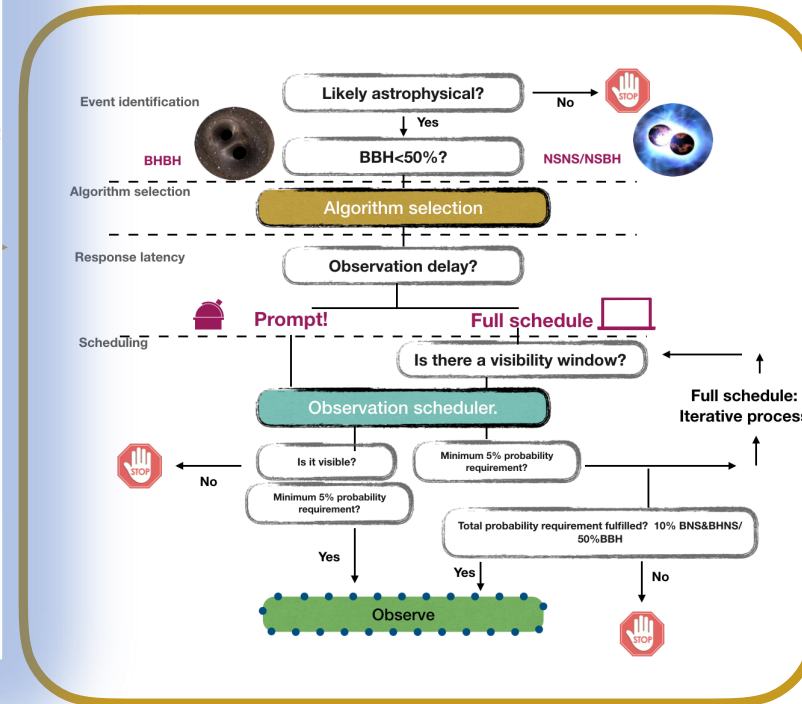 Likely astrophysical?
Event identification
No
STOP
Yes
BHBH
BBH<50%?
NSNS/NSBH
Algorithm selection
Algorithm selection
Response latency
Observation delay?
Prompt!
Full schedule
Scheduling
Is there a visibility window?
Full schedule:
Iterative process
Observation scheduler.
STOP
No
Is it visible?
Minimum 5% probability
requirement?
Minimum 5% probability
requirement?
Total probability requirement fulfilled? 10% BNS&BHNS/
50%BBH
Yes
Yes
No
Observe
STOP